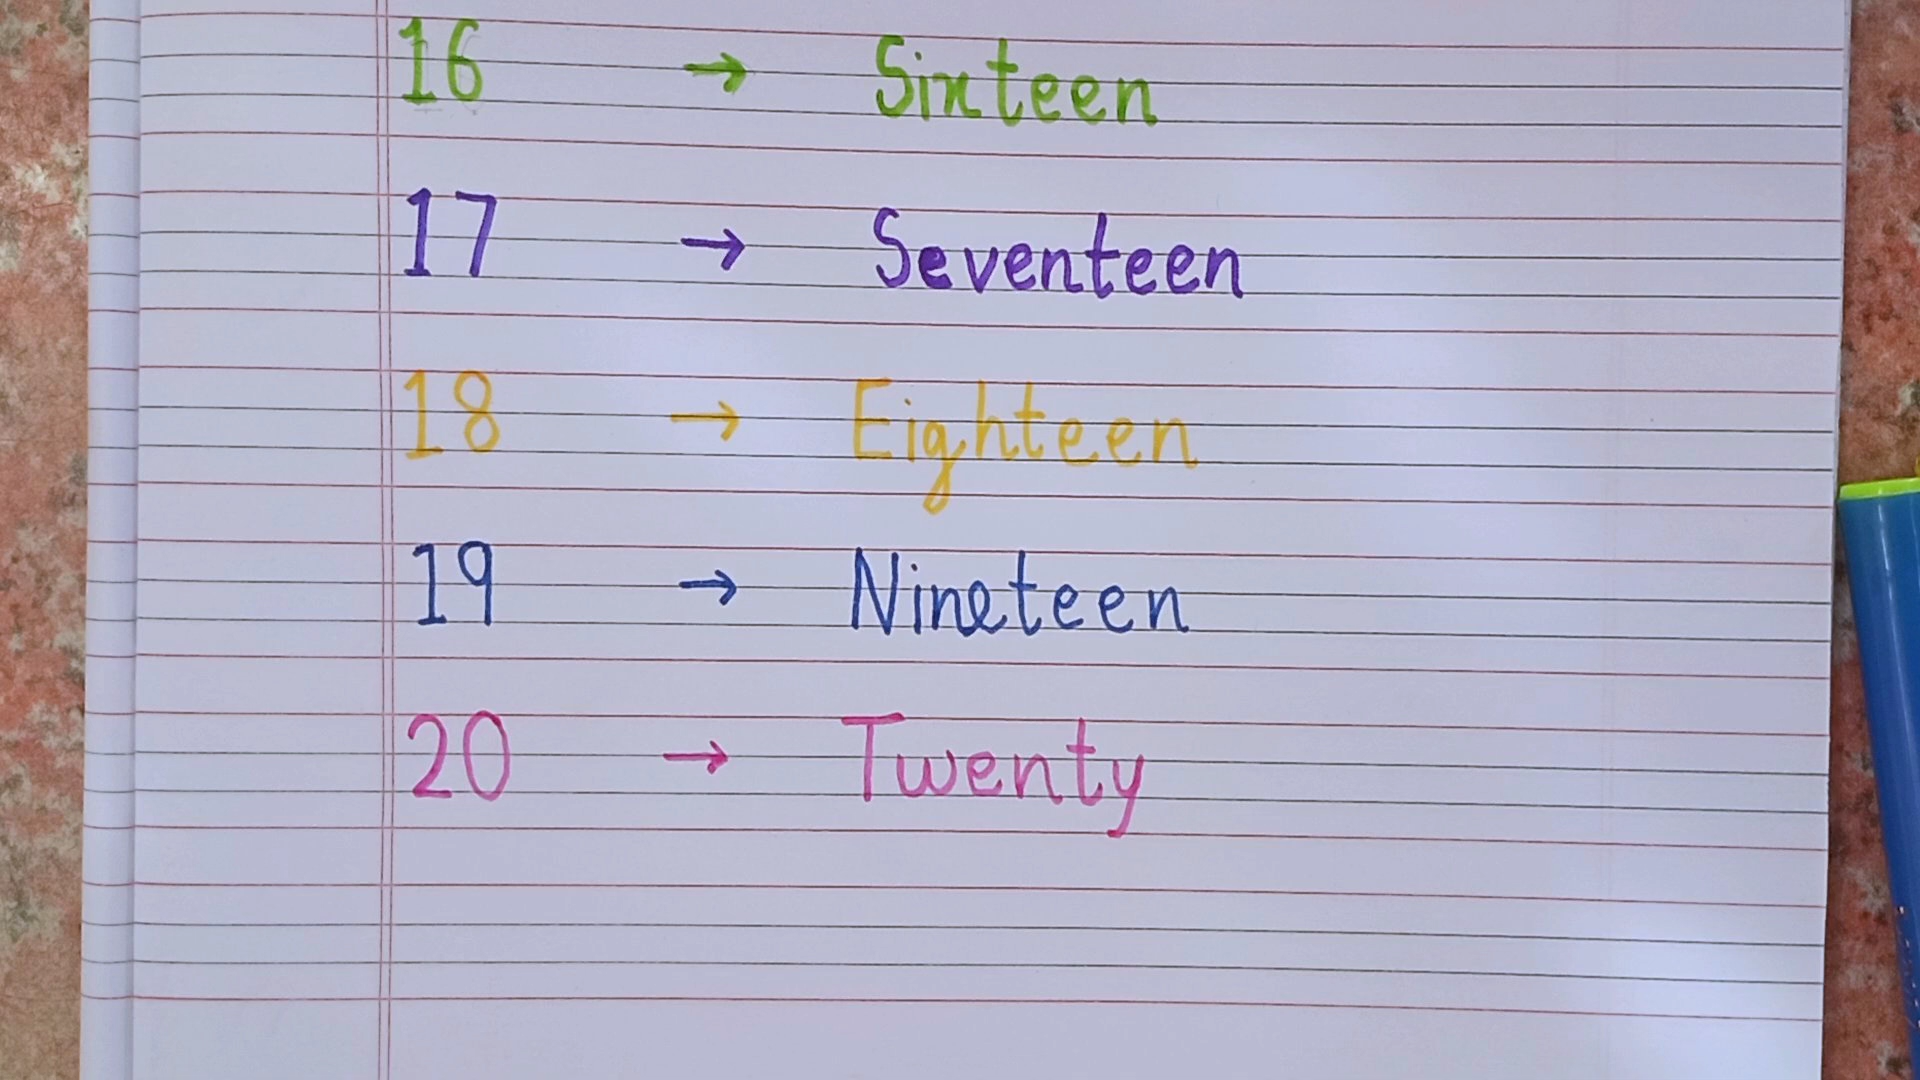 16 → Sixteen
17 → Seventeen
18 → Eighteen
19 → Nineteen
20 → Twenty